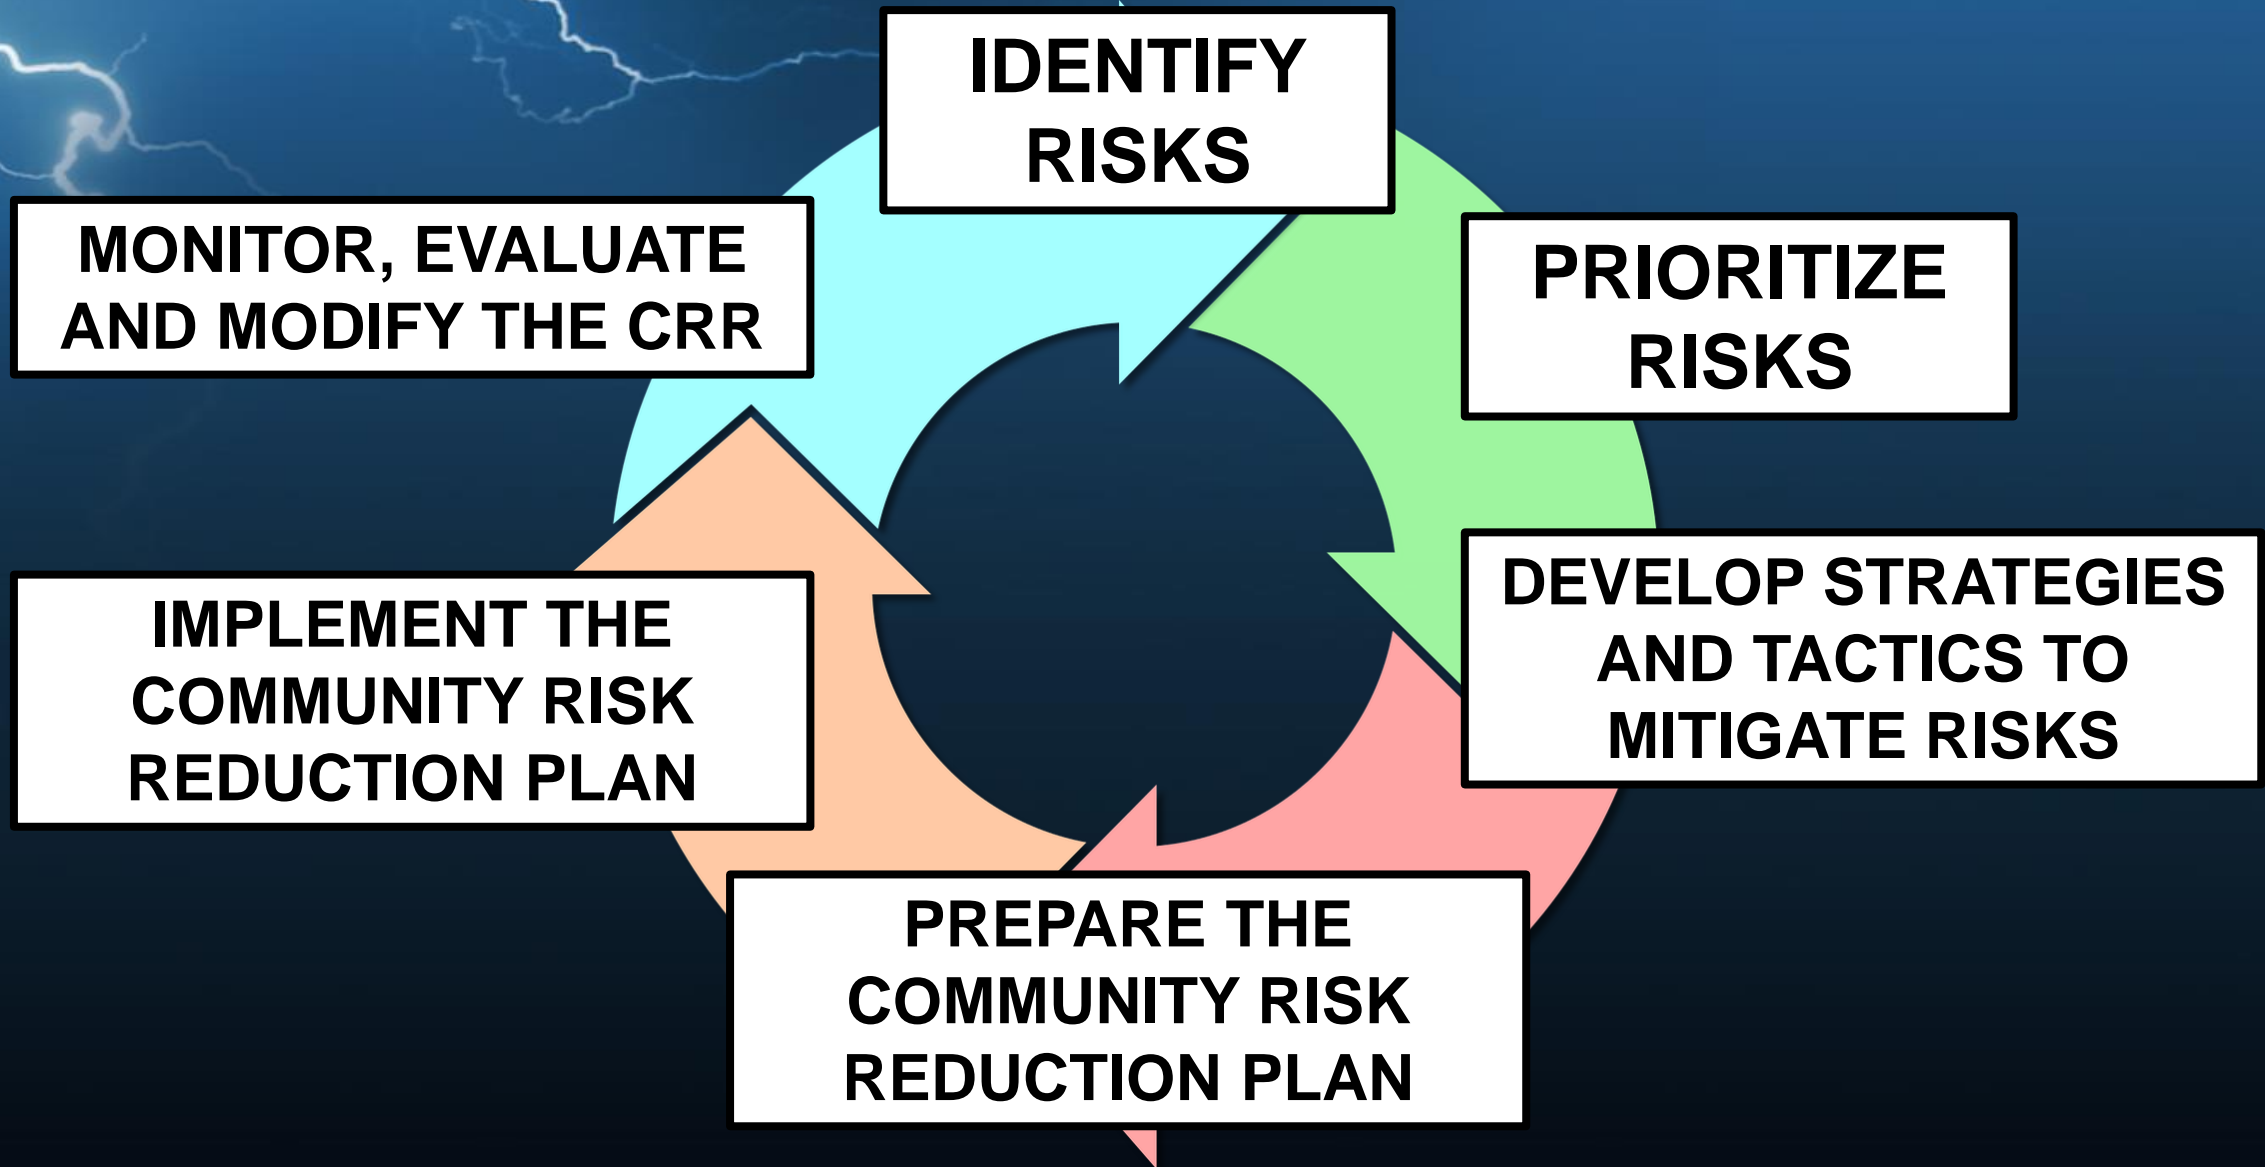 IDENTIFY
RISKS
PRIORITIZE
RISKS
DEVELOP STRATEGIES
AND TACTICS TO
MITIGATE RISKS
PREPARE THE
COMMUNITY RISK
REDUCTION PLAN
IMPLEMENT THE
COMMUNITY RISK
REDUCTION PLAN
MONITOR, EVALUATE
AND MODIFY THE CRR